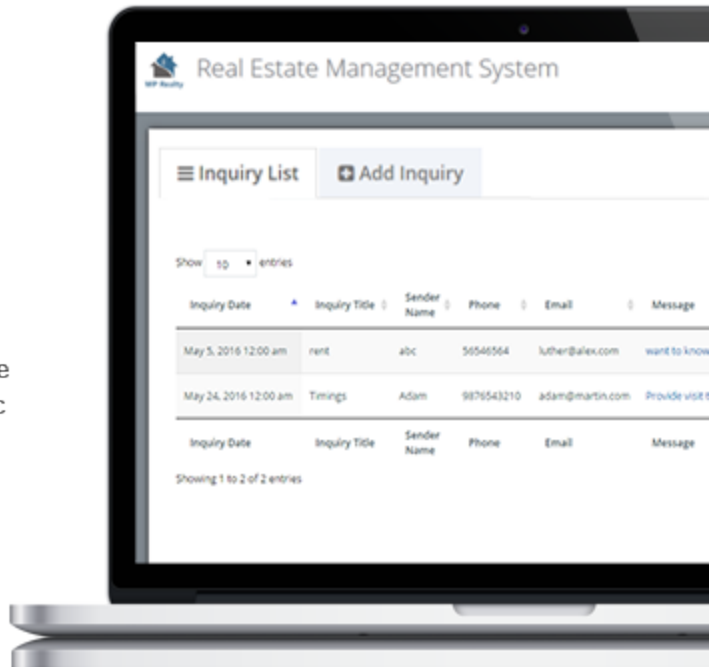 Real Estate Management System
WP Realty
Inquiry List
Add Inquiry
Show 10 entries
Inquiry Date Inquiry Title Sender Name Phone Email Message
May 5, 2016 12:00 am rent abc 56546564 luther@alex.com want to know
May 24, 2016 12:00 am Timings Adam 9876543210 adam@martin.com Provide visit t
Inquiry Date Inquiry Title Sender Name Phone Email Message
Showing 1 to 2 of 2 entries
e
c